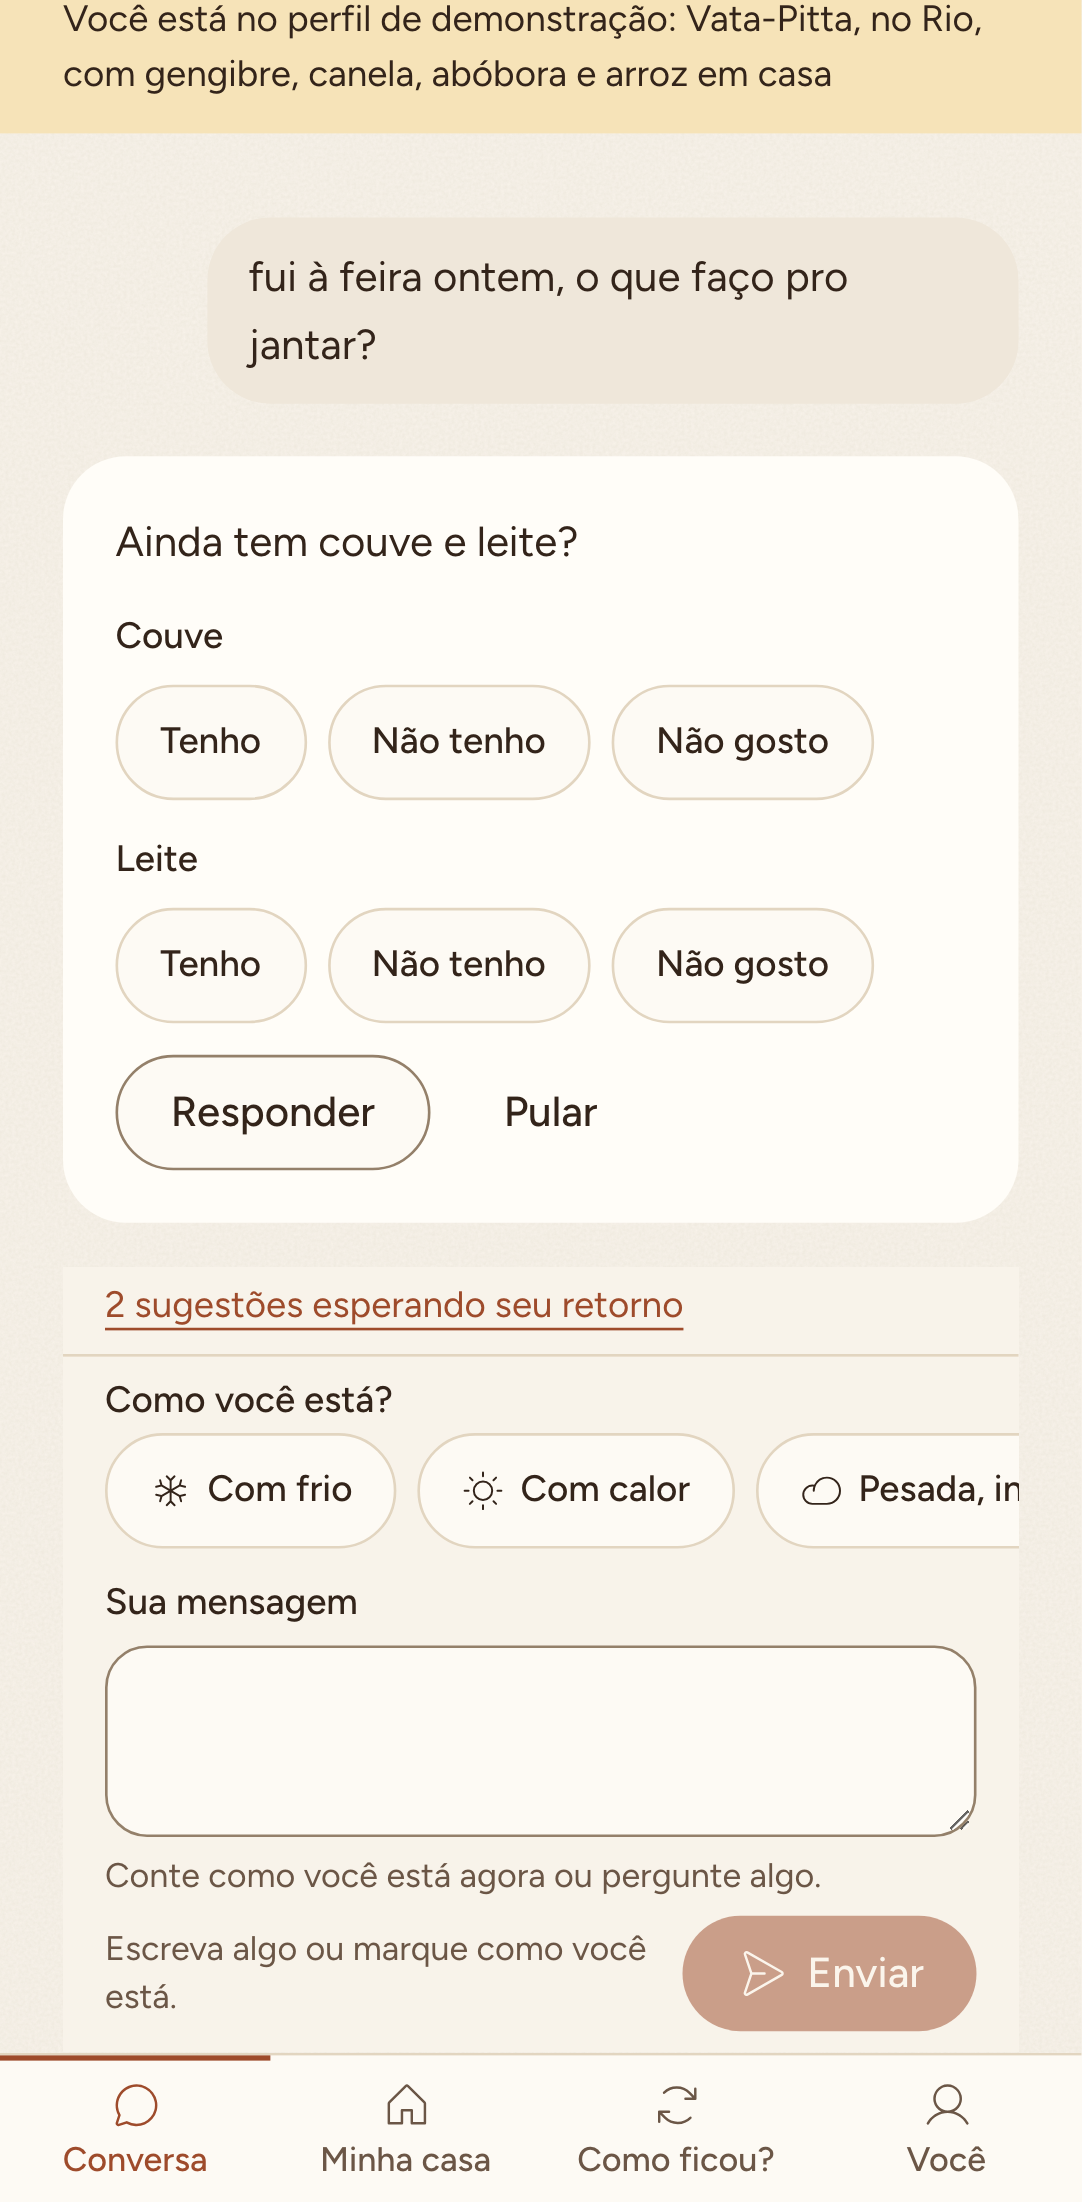 Você está no perfil de demonstração: Vata-Pitta, no Rio,
com gengibre, canela, abóbora e arroz em casa
fui à feira ontem, o que faço pro
jantar?
Ainda tem couve e leite?
Couve
Tenho
Não tenho
Não gosto
Leite
Tenho
Não tenho
Não gosto
Responder
Pular
2 sugestões esperando seu retorno
Como você está?
Com frio
Com calor
Pesada, in
Sua mensagem
Conte como você está agora ou pergunte algo.
Escreva algo ou marque como você
está.
Enviar
Conversa
Minha casa
Como ficou?
Você